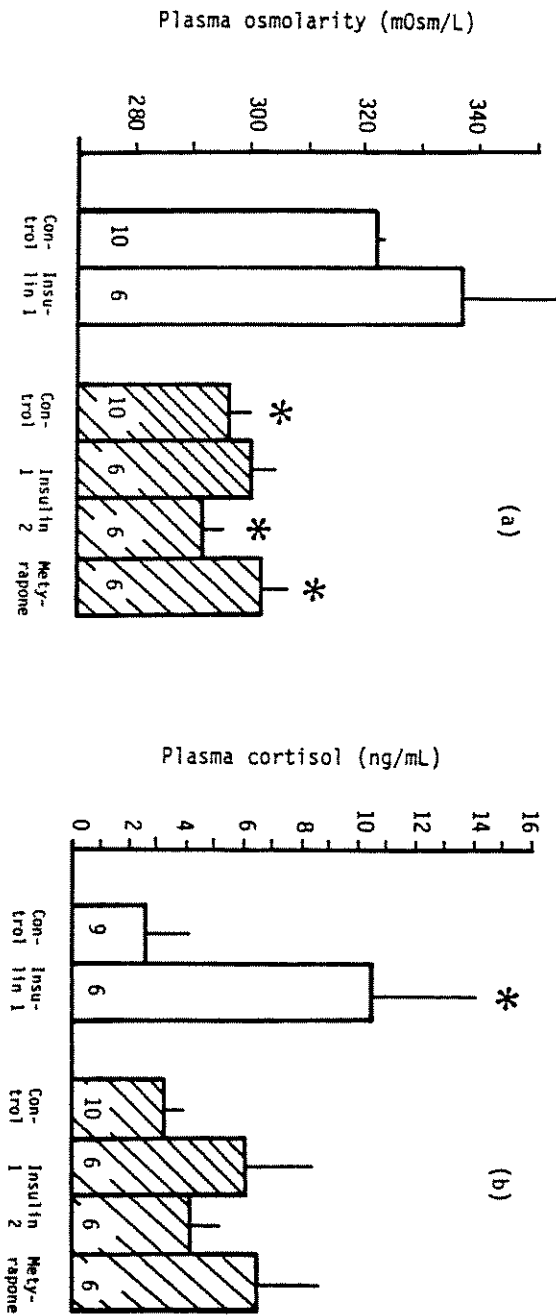 Plasma osmolarity (mOsm/L)
280
300
320
340
10
6
10
6
6
6
*
*
*
Con-
trol
Insu-
lin 1
Con-
trol
Insulin
1
2
Mety-
rapone
(a)
Plasma cortisol (ng/mL)
0
2
4
6
8
10
12
14
16
9
6
10
6
6
6
*
Con-
trol
Insu-
lin 1
Con-
trol
Insulin
1
2
Mety-
rapone
(b)